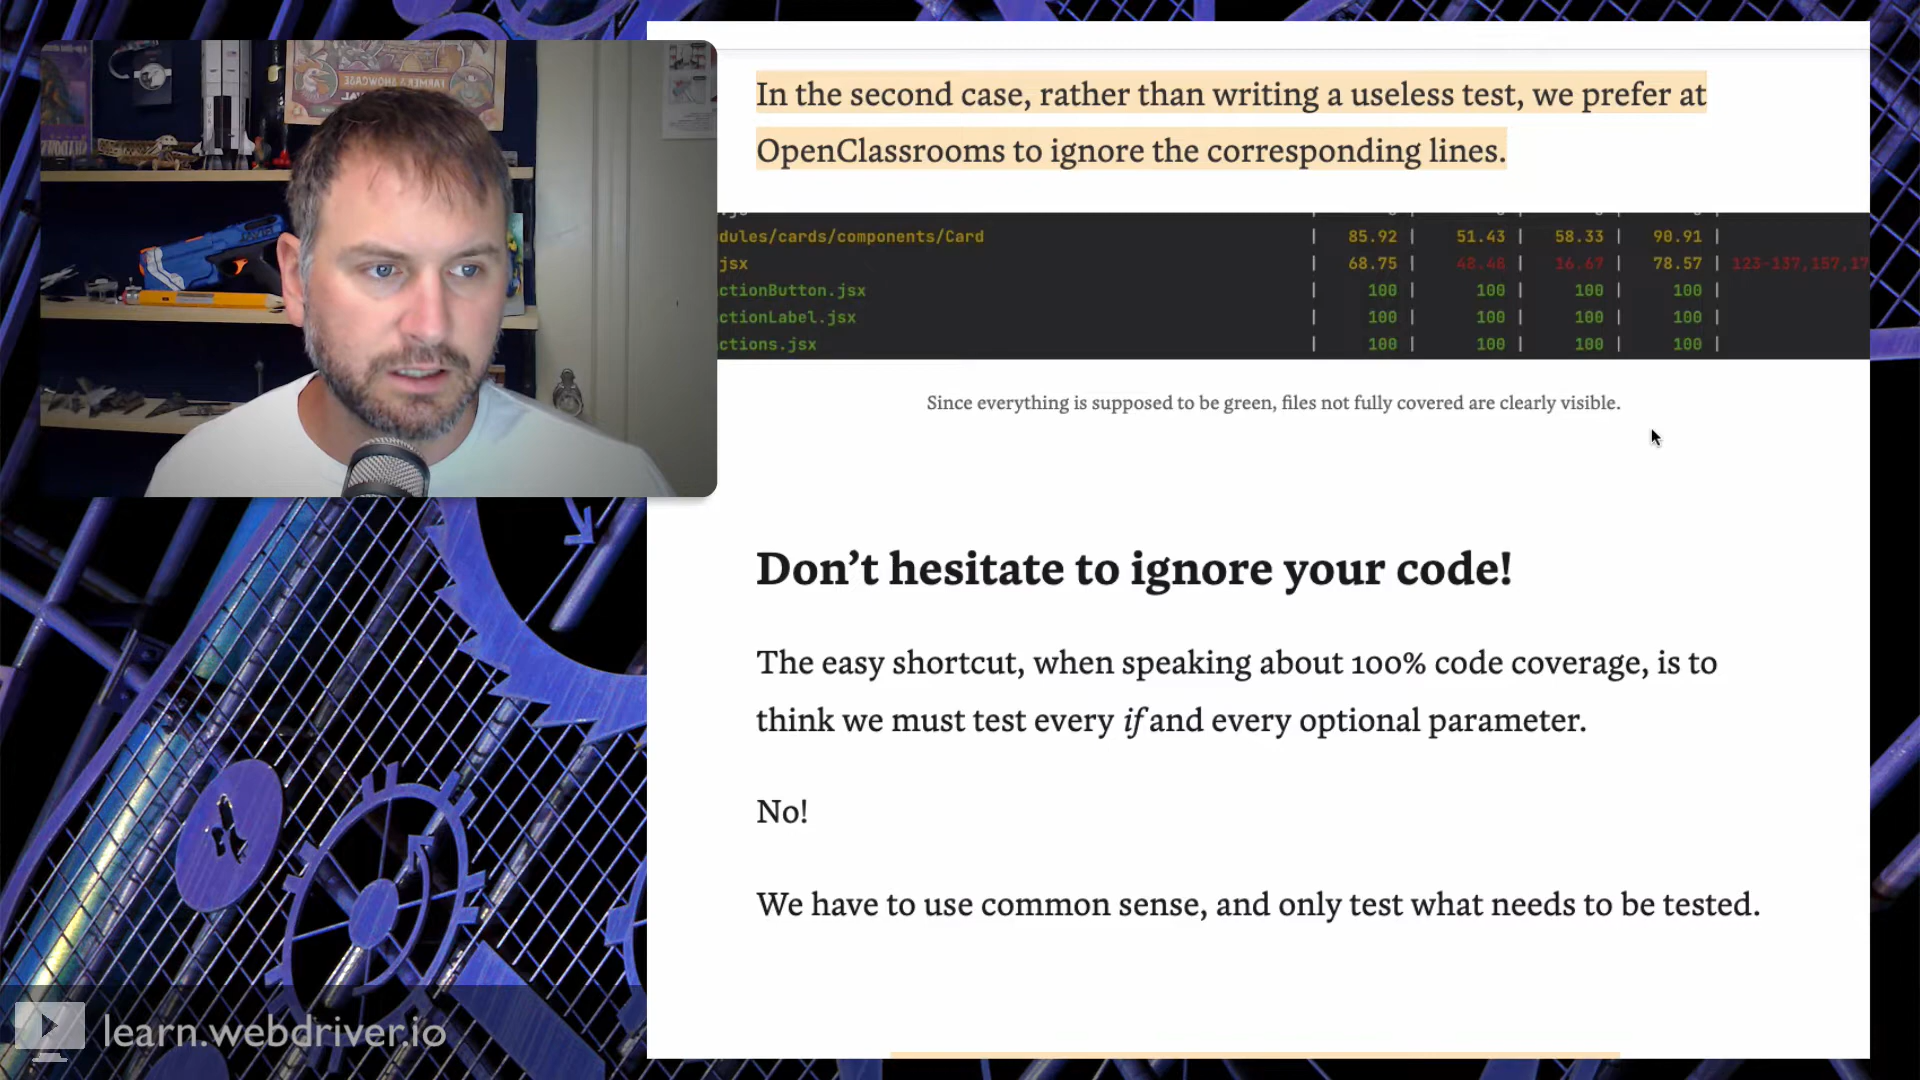 In the second case, rather than writing a useless test, we prefer at
OpenClassrooms to ignore the corresponding lines.
dules/cards/components/Card | 85.92 | 51.43 | 58.33 | 90.91 |
jsx | 68.75 | 48.48 | 16.67 | 78.57 | 123-137,157,17
ctionButton.jsx | 100 | 100 | 100 | 100 |
ctionLabel.jsx | 100 | 100 | 100 | 100 |
ctions.jsx | 100 | 100 | 100 | 100 |
Since everything is supposed to be green, files not fully covered are clearly visible.
Don't hesitate to ignore your code!
The easy shortcut, when speaking about 100% code coverage, is to
think we must test every if and every optional parameter.
No!
We have to use common sense, and only test what needs to be tested.
learn.webdriver.io